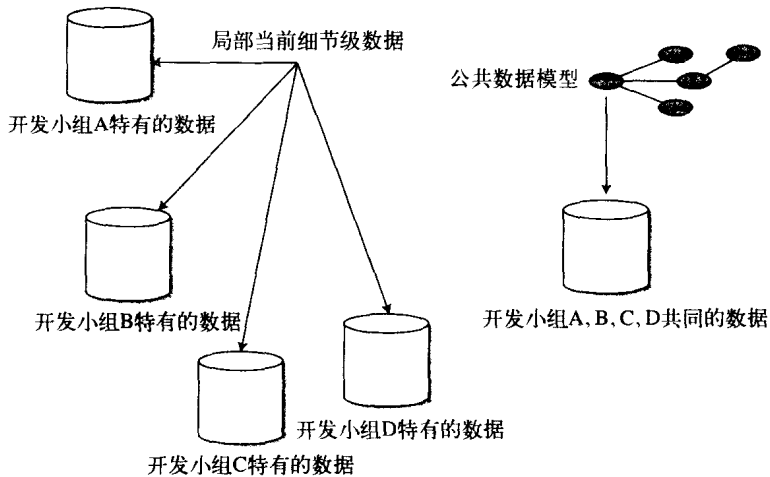 局部当前细节级数据
公共数据模型
开发小组A特有的数据
开发小组B特有的数据
开发小组A, B, C, D共同的数据
开发小组D特有的数据
开发小组C特有的数据